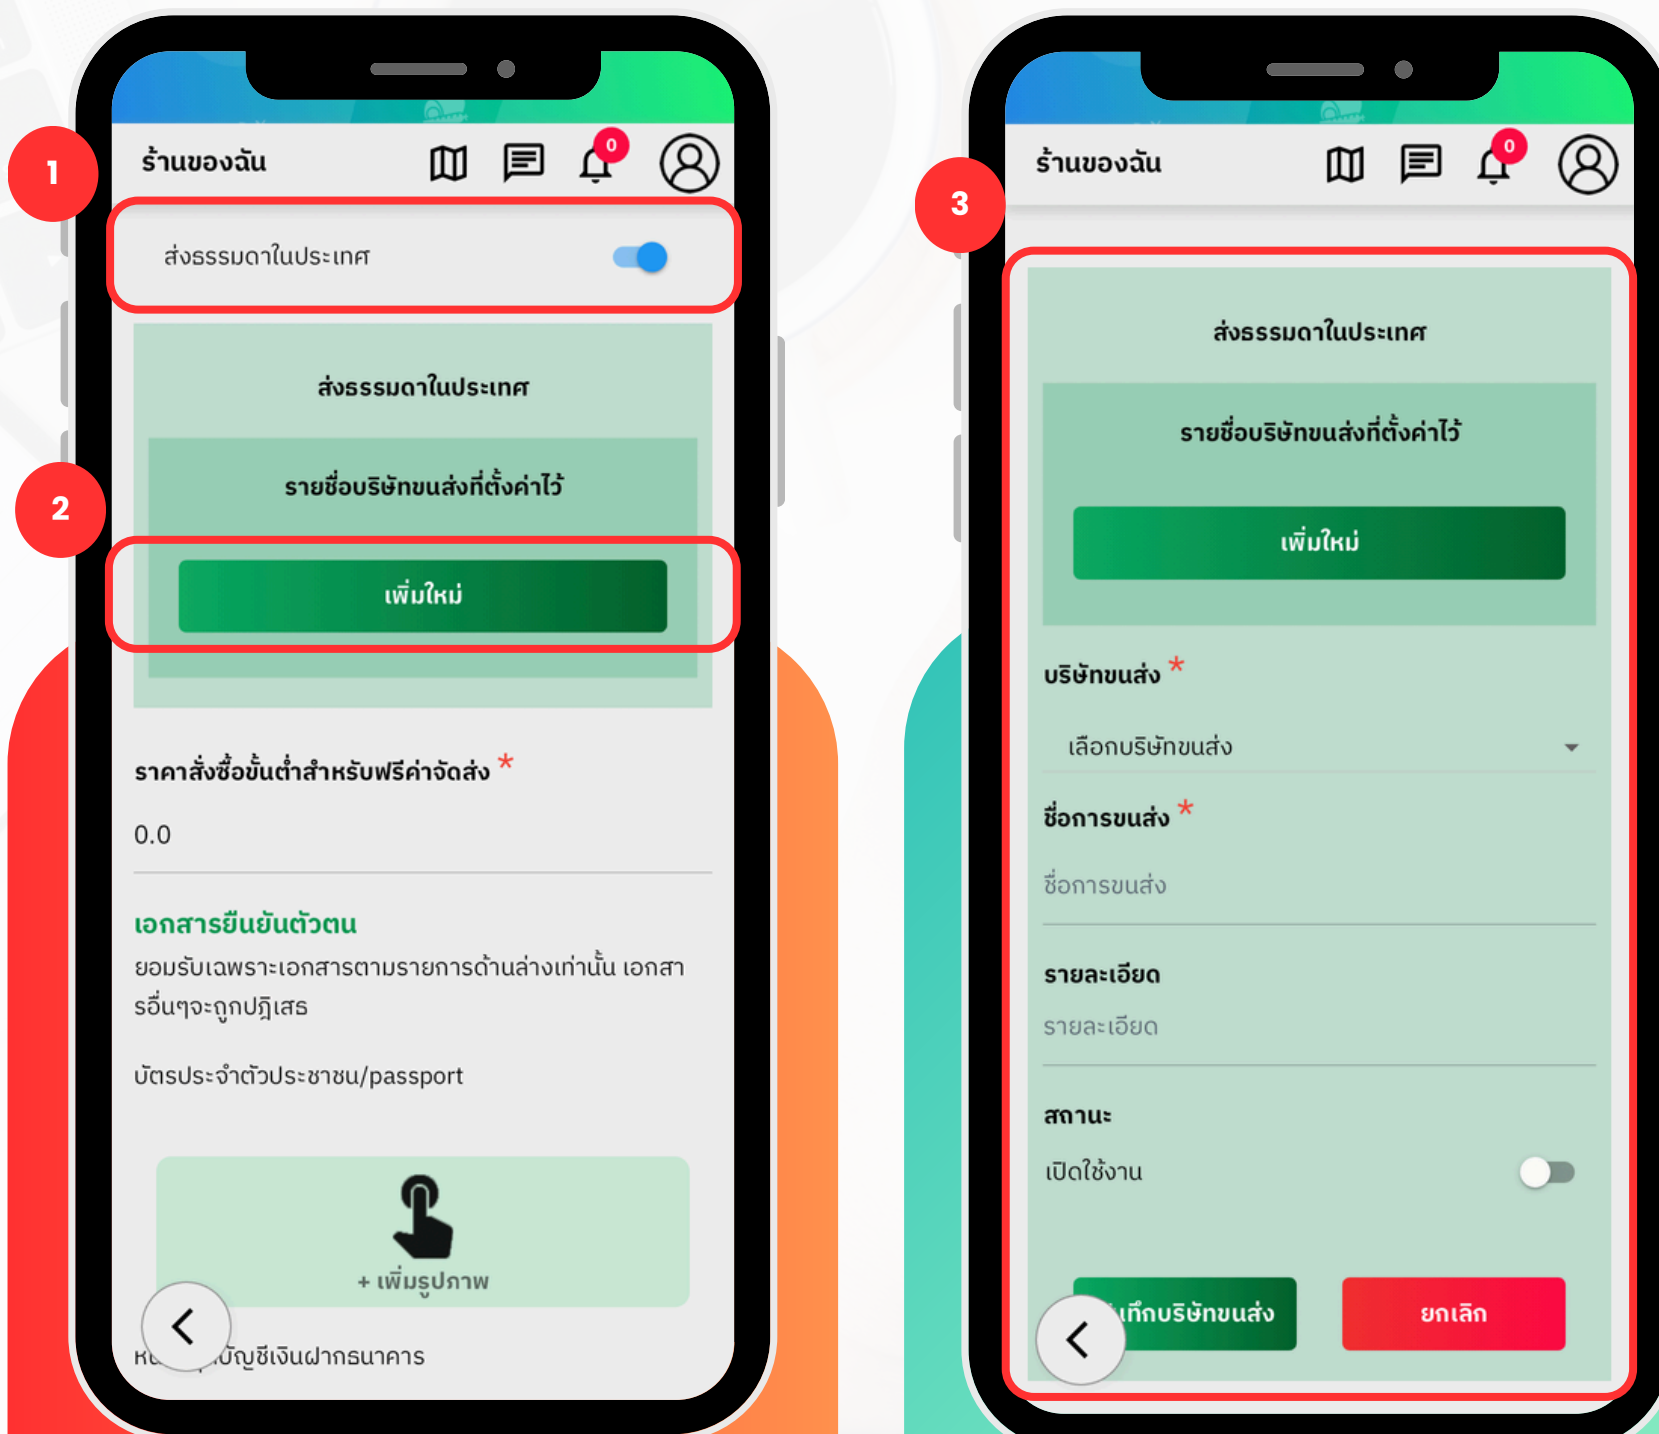 1
ร้านของฉัน
0
ส่งธรรมดาในประเทศ
ส่งธรรมดาในประเทศ
รายชื่อบริษัทขนส่งที่ตั้งค่าไว้
2
เพิ่มใหม่
ราคาสั่งซื้อขั้นต่ำสำหรับฟรีค่าจัดส่ง *
0.0
เอกสารยืนยันตัวตน
ยอมรับเฉพราะเอกสารตามรายการด้านล่างเท่านั้น เอกสา
รอื่นๆจะถูกปฎิเสธ
บัตรประจำตัวประชาชน/passport
+ เพิ่มรูปภาพ
บัญชีเงินฝากธนาคาร
3
ร้านของฉัน
0
ส่งธรรมดาในประเทศ
รายชื่อบริษัทขนส่งที่ตั้งค่าไว้
เพิ่มใหม่
บริษัทขนส่ง *
เลือกบริษัทขนส่ง
ชื่อการขนส่ง *
ชื่อการขนส่ง
รายละเอียด
รายละเอียด
สถานะ
เปิดใช้งาน
ทึกบริษัทขนส่ง
ยกเลิก